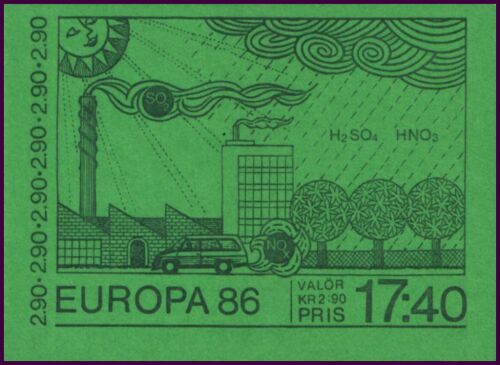 2.90·2.90·2.90·2.90·2.90·2.90
SO₂
H₂SO₄ HNO₃
NO
EUROPA 86
VALÖR
KR 2:90
PRIS 17:40